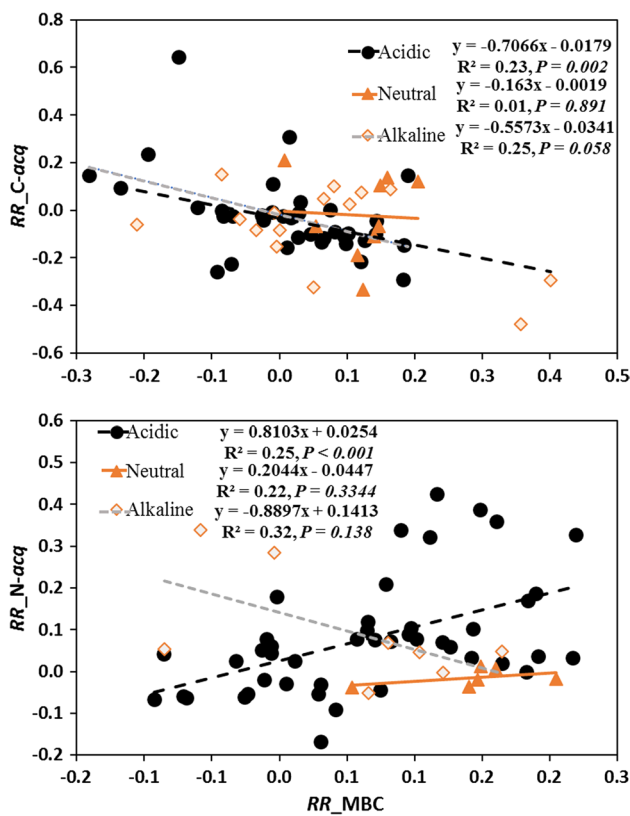 0.8
0.6
0.4
0.2
0.0
-0.2
-0.4
-0.6
RR_C-acq
Acidic
y = -0.7066x - 0.0179
R² = 0.23, P = 0.002
Neutral
y = -0.163x - 0.0019
R² = 0.01, P = 0.891
Alkaline
y = -0.5573x - 0.0341
R² = 0.25, P = 0.058
-0.3 -0.2 0.0 0.1 0.3 0.4 0.5
0.6
0.5
0.4
0.3
0.2
0.1
0.0
-0.2
RR_N-acq
Acidic
y = 0.8103x + 0.0254
R² = 0.25, P < 0.001
Neutral
y = 0.2044x - 0.0447
R² = 0.22, P = 0.3344
Alkaline
y = -0.8897x + 0.1413
R² = 0.32, P = 0.138
-0.2 -0.1 -0.1 0.0 0.1 0.1 0.2 0.2 0.3
RR_MBC